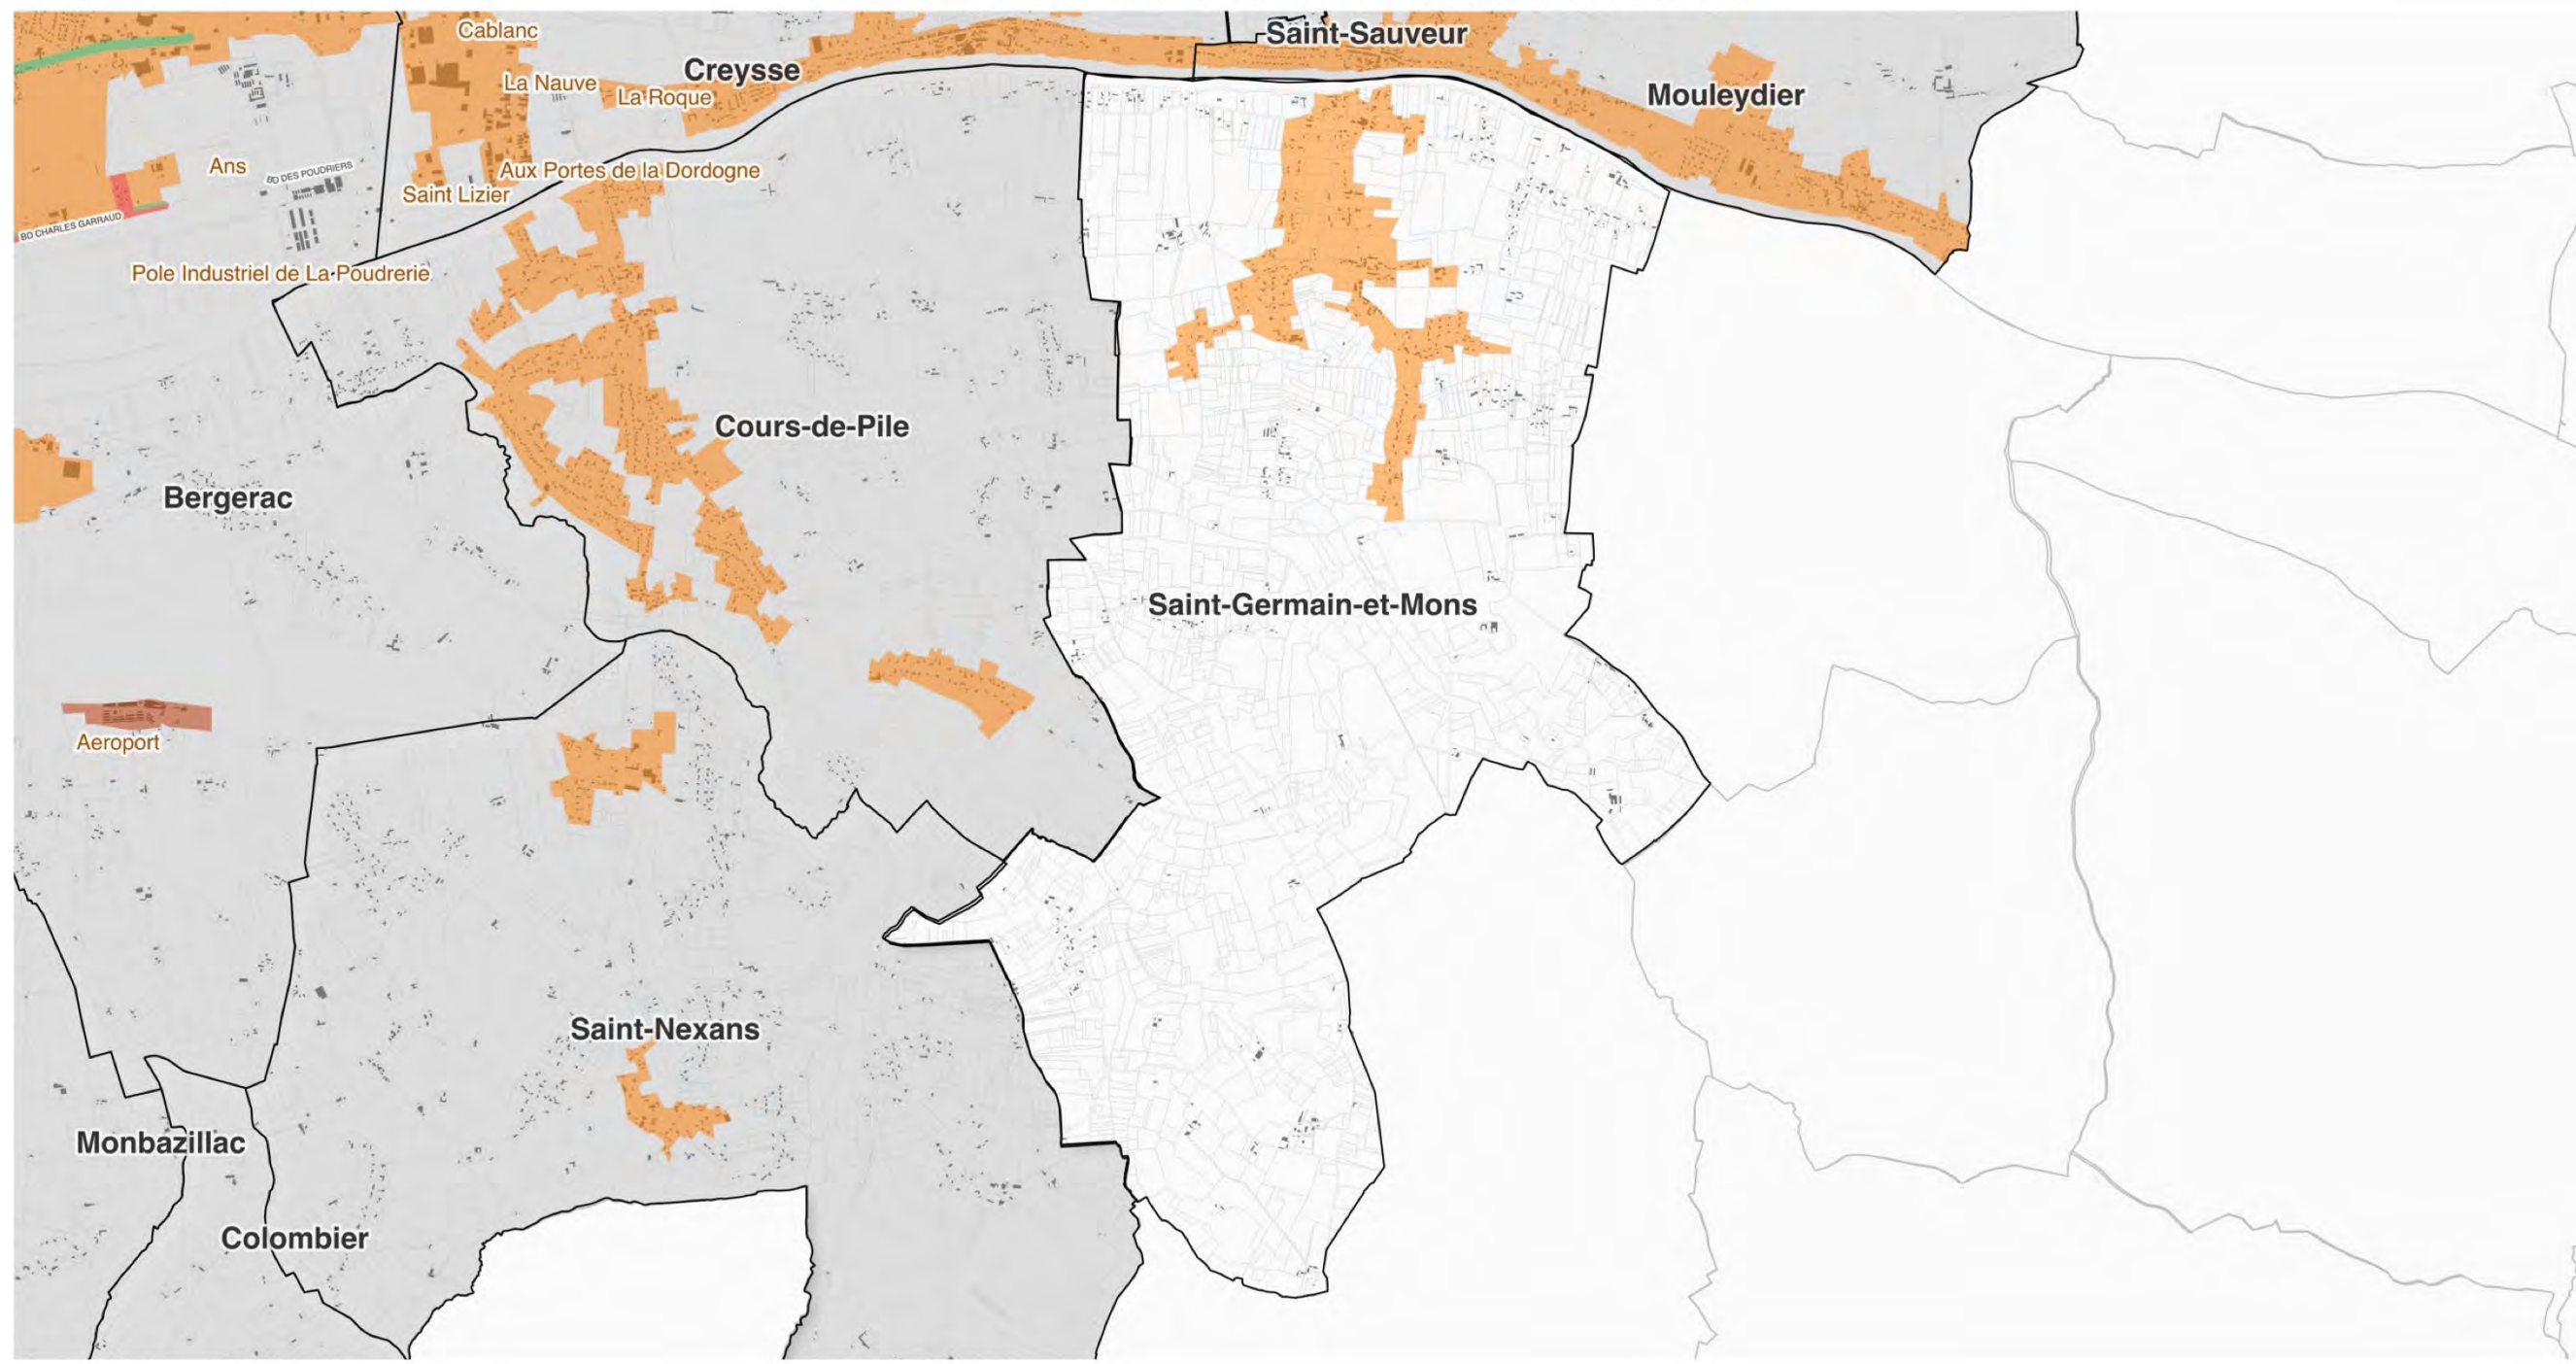 Cablanc
Saint-Sauveur
Creysse
La Nauve
La Roque
Mouleydier
Ans
BD DES POUDRIERS
Aux Portes de la Dordogne
Saint Lizier
BD CHARLES GARRAUD
Pole Industriel de La Poudrerie
Cours-de-Pile
Bergerac
Saint-Germain-et-Mons
Aeroport
Saint-Nexans
Monbazillac
Colombier